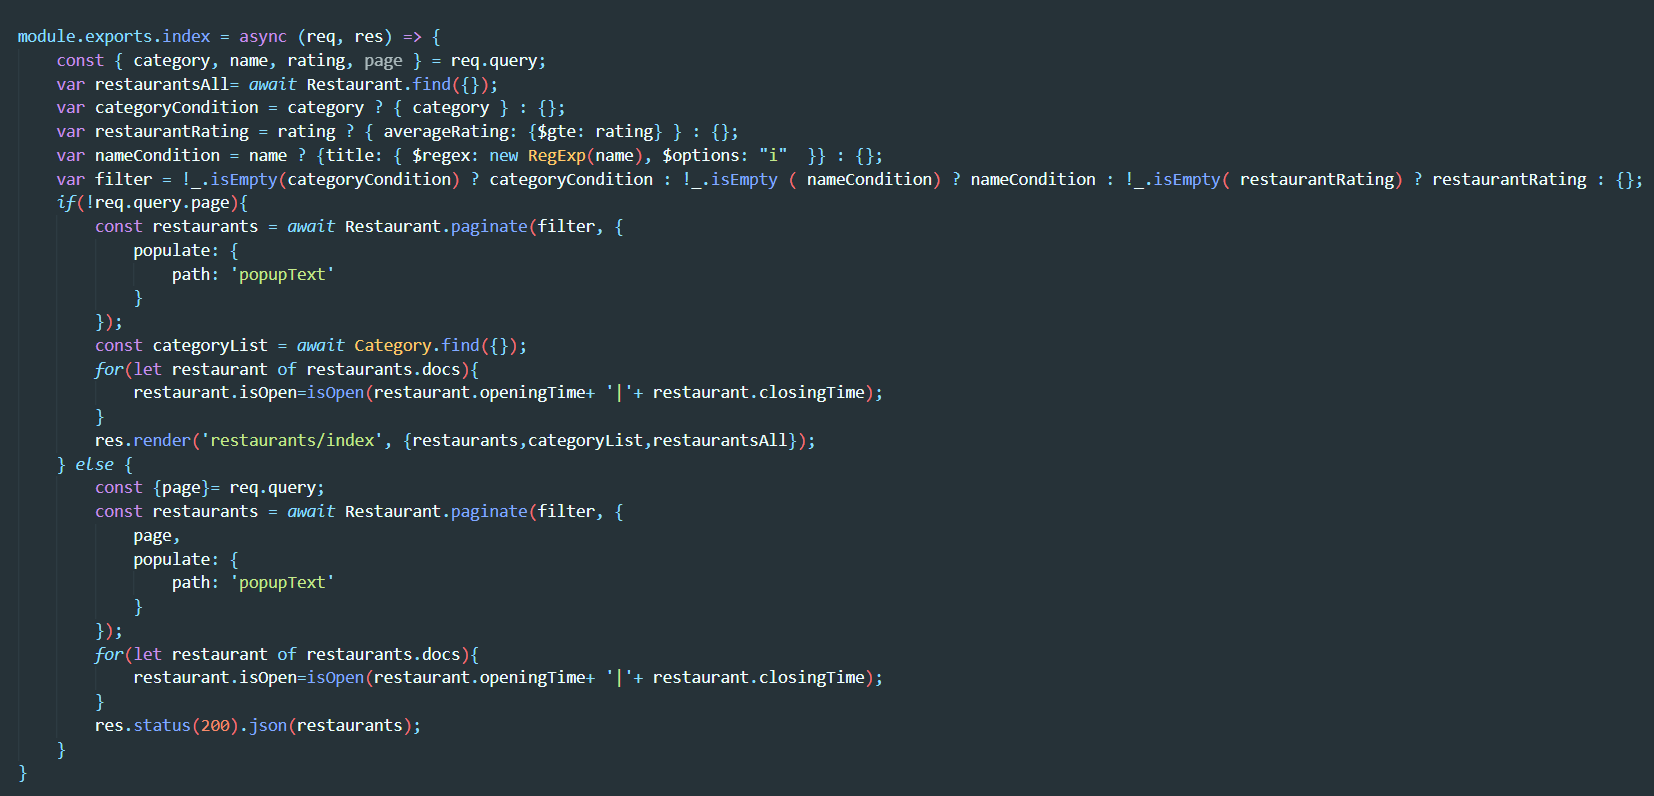 module.exports.index = async (req, res) => {
    const { category, name, rating, page } = req.query;
    var restaurantsAll= await Restaurant.find({});
    var categoryCondition = category ? { category } : {};
    var restaurantRating = rating ? { averageRating: {$gte: rating} } : {};
    var nameCondition = name ? {title: { $regex: new RegExp(name), $options: "i"  }} : {};
    var filter = !_.isEmpty(categoryCondition) ? categoryCondition : !_.isEmpty ( nameCondition) ? nameCondition : !_.isEmpty( restaurantRating) ? restaurantRating : {};
    if(!req.query.page){
        const restaurants = await Restaurant.paginate(filter, {
            populate: {
                path: 'popupText'
            }
        });
        const categoryList = await Category.find({});
        for(let restaurant of restaurants.docs){
            restaurant.isOpen=isOpen(restaurant.openingTime+ '|'+ restaurant.closingTime);
        }
        res.render('restaurants/index', {restaurants,categoryList,restaurantsAll});
    } else {
        const {page}= req.query;
        const restaurants = await Restaurant.paginate(filter, {
            page,
            populate: {
                path: 'popupText'
            }
        });
        for(let restaurant of restaurants.docs){
            restaurant.isOpen=isOpen(restaurant.openingTime+ '|'+ restaurant.closingTime);
        }
        res.status(200).json(restaurants);
    }
}